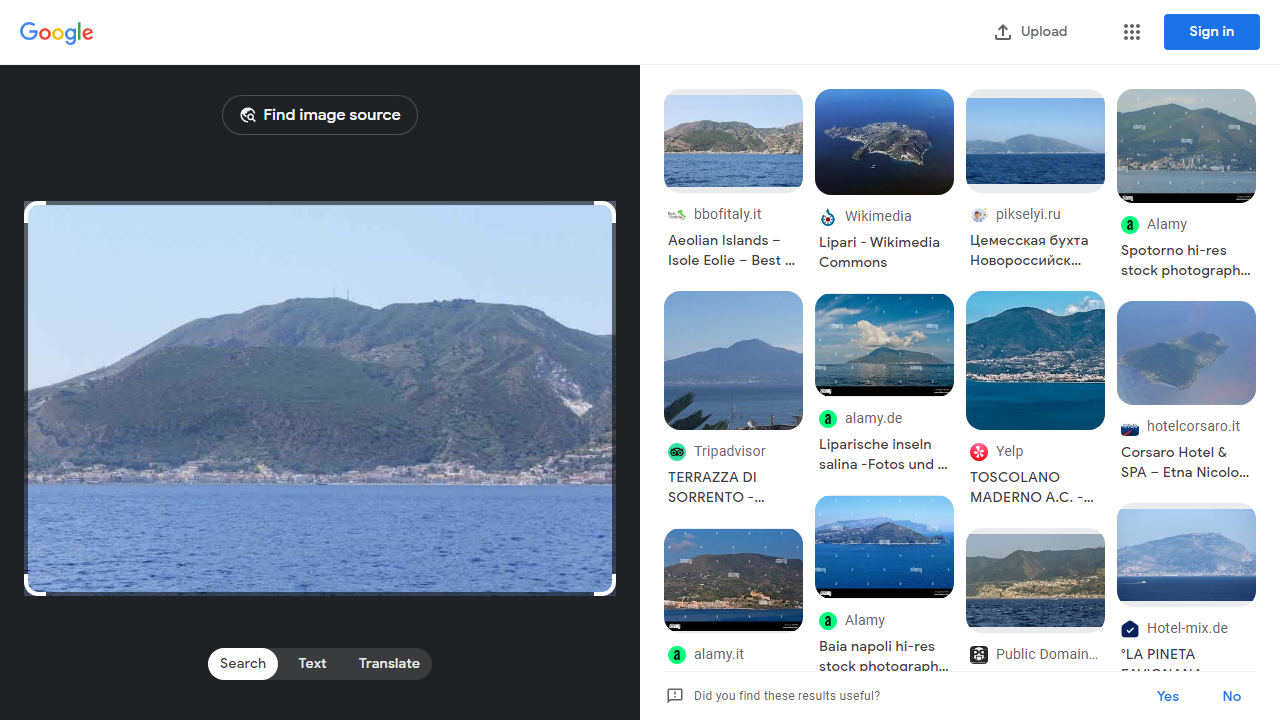 Google
Upload
Sign in
Find image source
Search
Text
Translate
bbofitaly.it
Aeolian Islands –
Isole Eolie – Best ...
Wikimedia
Lipari - Wikimedia
Commons
pikselyi.ru
Цемесская бухта
Новороссийск...
Alamy
Spotorno hi-res
stock photograph...
Tripadvisor
TERRAZZA DI
SORRENTO -...
alamy.de
Liparische inseln
salina -Fotos und ...
Yelp
TOSCOLANO
MADERNO A.C. -...
hotelcorsaro.it
Corsaro Hotel &
SPA – Etna Nicolo...
alamy.it
Alamy
Baia napoli hi-res
stock photograph...
Public Domain...
Hotel-mix.de
°LA PINETA
FAVIGNANA
Did you find these results useful?
Yes
No